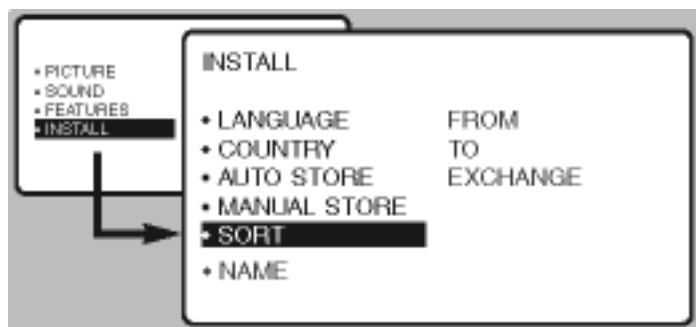 • PICTURE
• SOUND
• FEATURES
• INSTALL
INSTALL
• LANGUAGE FROM
• COUNTRY TO
• AUTO STORE EXCHANGE
• MANUAL STORE
• SORT
• NAME